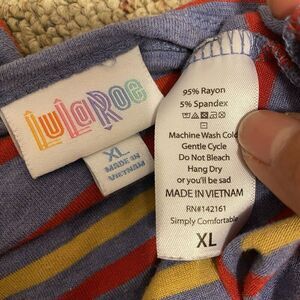 LuLaRoe
XL
MADE IN
VIETNAM
95% Rayon
5% Spandex
Machine Wash Cold
Gentle Cycle
Do Not Bleach
Hang Dry
or you'll be sad
MADE IN VIETNAM
RN#142161
Simply Comfortable
XL